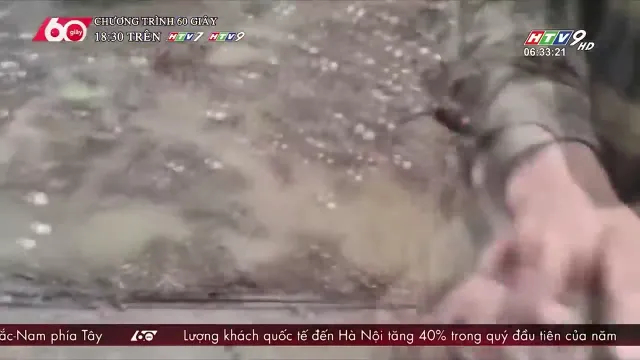 60 giây
CHƯƠNG TRÌNH 60 GIÂY
18:30 TRÊN HTV7 HTV9
HTV9 HD
06:33:21
ắc-Nam phía Tây 60 Lượng khách quốc tế đến Hà Nội tăng 40% trong quý đầu tiên của năm